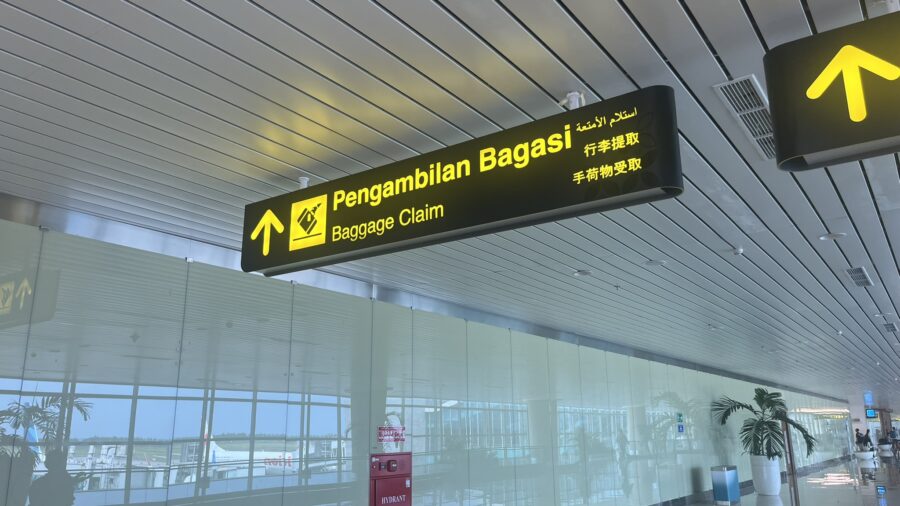 Pengambilan Bagasi
Baggage Claim
استلام الأمتعة
行李提取
手荷物受取
HYDRANT